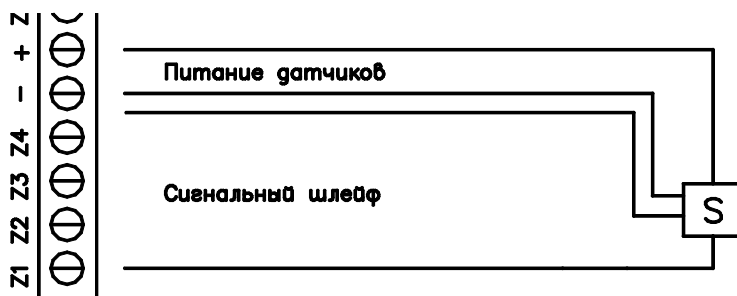 +
Питание датчиков
−
Z4
Z3
Сигнальный шлейф
S
Z2
Z1